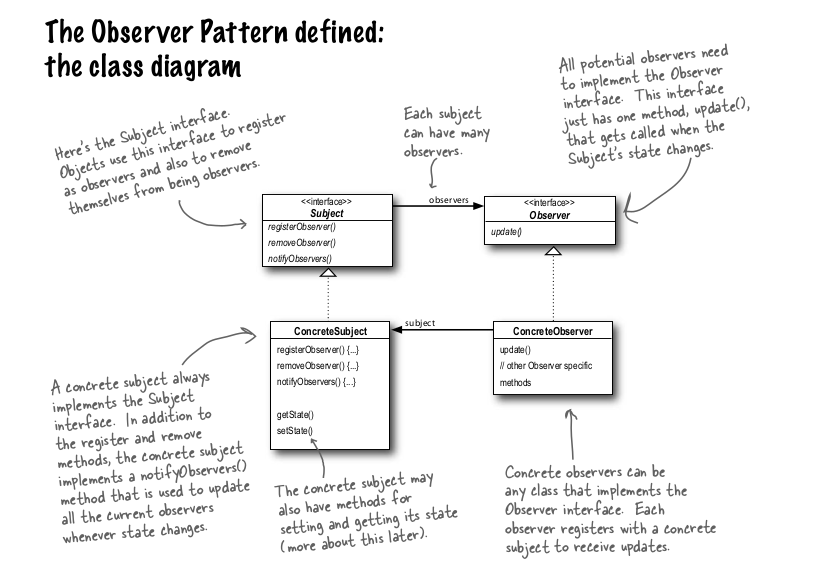 The Observer Pattern defined:
the class diagram
Here's the Subject interface.
Objects use this interface to register
as observers and also to remove
themselves from being observers.
Each subject
can have many
observers.
All potential observers need
to implement the Observer
interface. This interface
just has one method, update(),
that gets called when the
Subject's state changes.
<<interface>>
Subject
registerObserver()
removeObserver()
notifyObservers()
observers
<<interface>>
Observer
update()
ConcreteSubject
registerObserver() {...}
removeObserver() {...}
notifyObservers() {...}
getState()
setState()
subject
ConcreteObserver
update()
// other Observer specific
methods
A concrete subject always
implements the Subject
interface. In addition to
the register and remove
methods, the concrete subject
implements a notifyObservers()
method that is used to update
all the current observers
whenever state changes.
The concrete subject may
also have methods for
setting and getting its state
(more about this later).
Concrete observers can be
any class that implements the
Observer interface. Each
observer registers with a concrete
subject to receive updates.